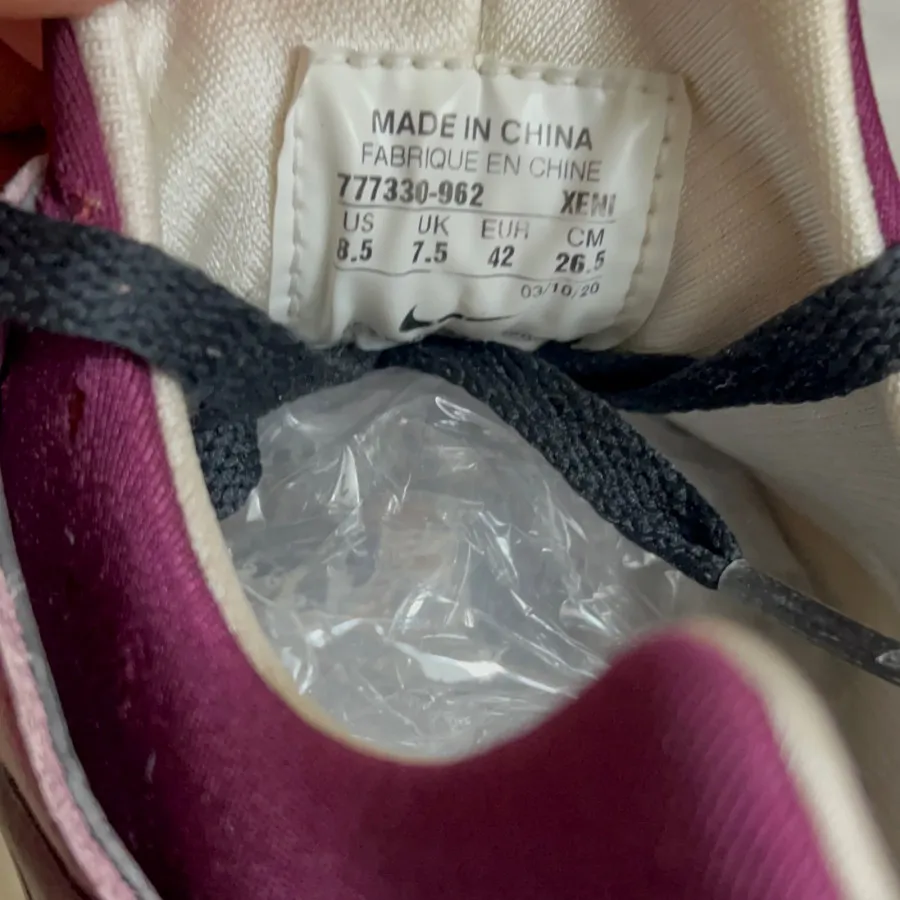 MADE IN CHINA
FABRIQUE EN CHINE
777330-962 XENI
US UK EUR CM
8.5 7.5 42 26.5
03/10/20